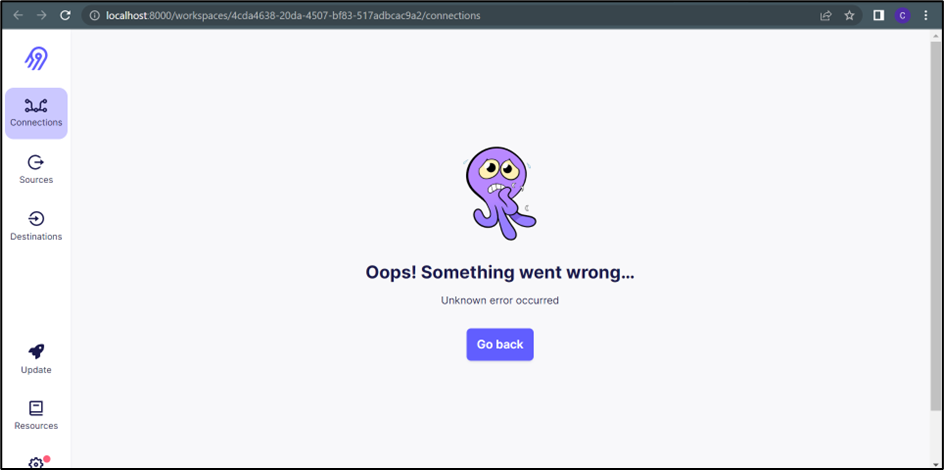 localhost:8000/workspaces/4cda4638-20da-4507-bf83-517adbcac9a2/connections
C
Connections
Sources
Destinations
Oops! Something went wrong...
Unknown error occurred
Go back
Update
Resources